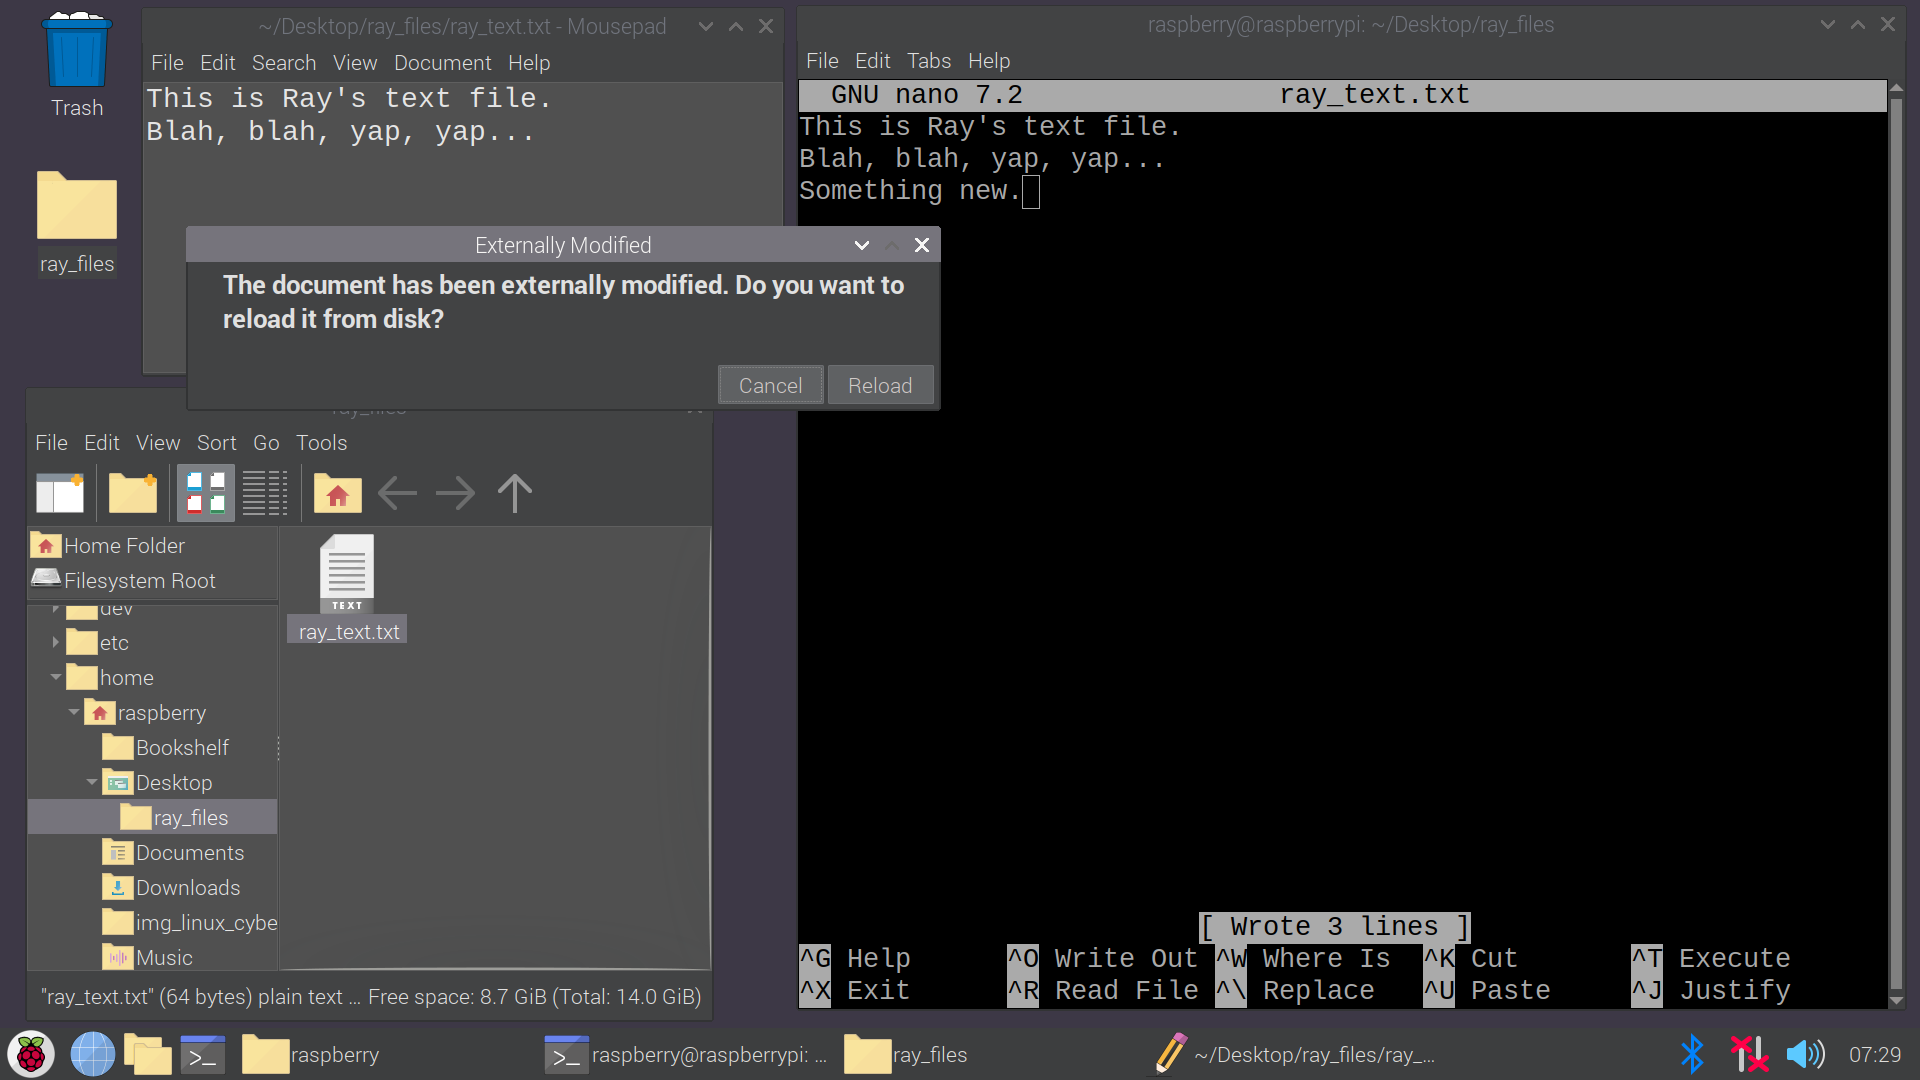 Trash
ray_files
~/Desktop/ray_files/ray_text.txt - Mousepad
File Edit Search View Document Help
This is Ray's text file.
Blah, blah, yap, yap...
raspberry@raspberrypi: ~/Desktop/ray_files
File Edit Tabs Help
GNU nano 7.2 ray_text.txt
This is Ray's text file.
Blah, blah, yap, yap...
Something new.
Externally Modified
The document has been externally modified. Do you want to
reload it from disk?
Cancel Reload
ray_files
File Edit View Sort Go Tools
Home Folder
Filesystem Root
dev
etc
home
raspberry
Bookshelf
Desktop
ray_files
Documents
Downloads
img_linux_cybe
Music
TEXT
ray_text.txt
"ray_text.txt" (64 bytes) plain text ... Free space: 8.7 GiB (Total: 14.0 GiB)
[ Wrote 3 lines ]
^G Help ^O Write Out ^W Where Is ^K Cut ^T Execute
^X Exit ^R Read File ^\ Replace ^U Paste ^J Justify
>_ raspberry >_ raspberry@raspberrypi: ... ray_files ~/Desktop/ray_files/ray_... 07:29